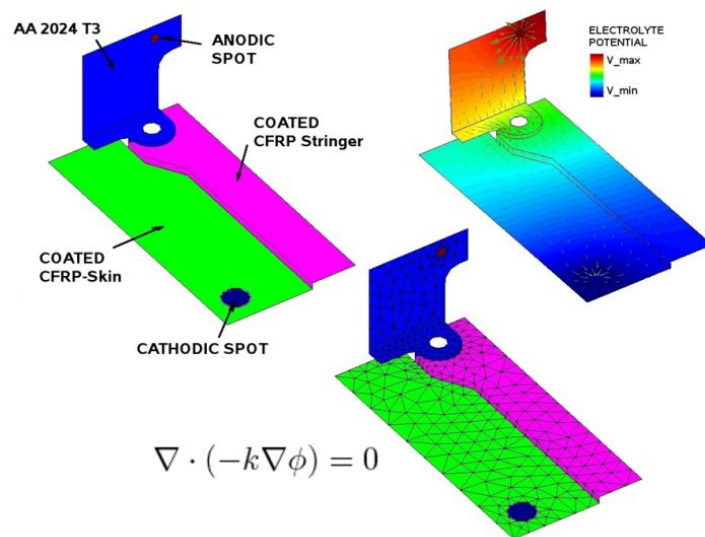 AA 2024 T3
ANODIC
SPOT
COATED
CFRP Stringer
COATED
CFRP-Skin
CATHODIC SPOT
ELECTROLYTE
POTENTIAL
V_max
V_min
∇ · (−k∇ϕ) = 0